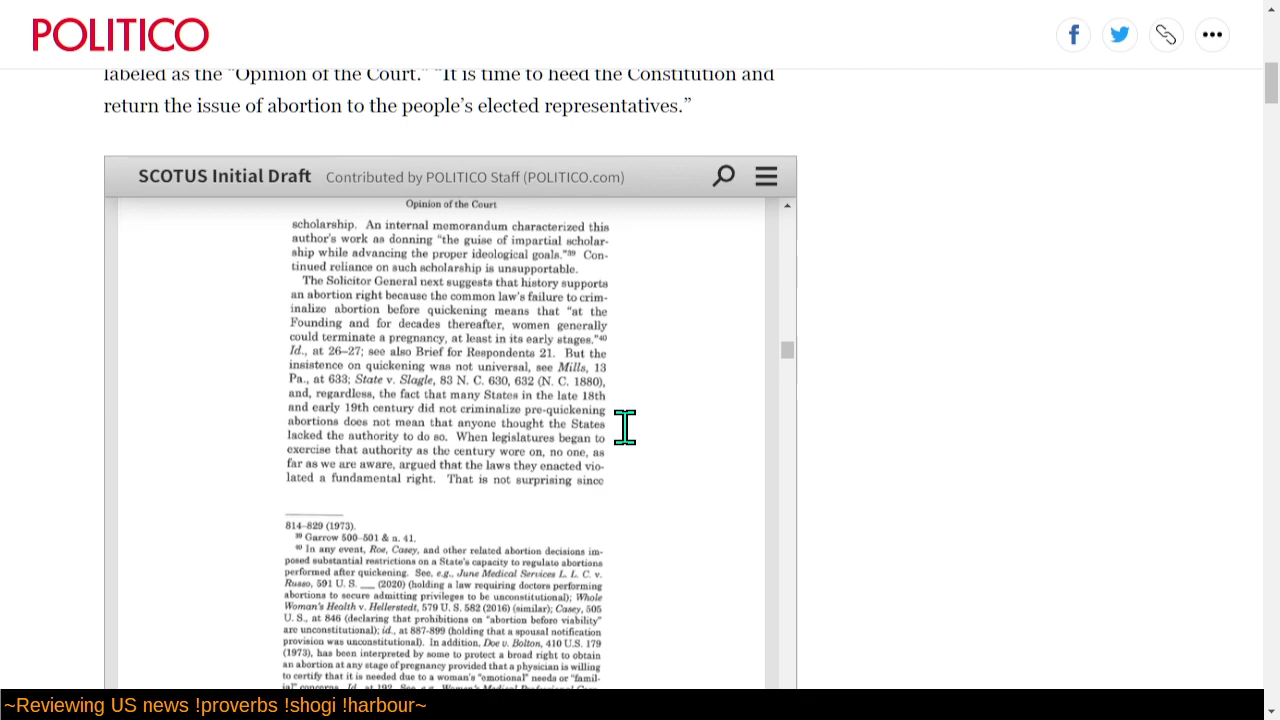 POLITICO
labeled as the “Opinion of the Court.” “It is time to heed the Constitution and
return the issue of abortion to the people’s elected representatives.”
SCOTUS Initial Draft Contributed by POLITICO Staff (POLITICO.com)
Opinion of the Court
scholarship. An internal memorandum characterized this
author's work as donning “the guise of impartial scholar-
ship while advancing the proper ideological goals.”39 Con-
tinued reliance on such scholarship is unsupportable.
The Solicitor General next suggests that history supports
an abortion right because the common law's failure to crim-
inalize abortion before quickening means that “at the
Founding and for decades thereafter, women generally
could terminate a pregnancy, at least in its early stages.”40
Id., at 26–27; see also Brief for Respondents 21. But the
insistence on quickening was not universal, see Mills, 13
Pa., at 633; State v. Slagle, 83 N. C. 630, 632 (N. C. 1880),
and, regardless, the fact that many States in the late 18th
and early 19th century did not criminalize pre-quickening
abortions does not mean that anyone thought the States
lacked the authority to do so. When legislatures began to
exercise that authority as the century wore on, no one, as
far as we are aware, argued that the laws they enacted vio-
lated a fundamental right. That is not surprising since
814–829 (1973).
39 Garrow 500–501 & n. 41.
40 In any event, Roe, Casey, and other related abortion decisions im-
posed substantial restrictions on a State's capacity to regulate abortions
performed after quickening. See, e.g., June Medical Services L. L. C. v.
Russo, 591 U. S. ___ (2020) (holding a law requiring doctors performing
abortions to secure admitting privileges to be unconstitutional); Whole
Woman's Health v. Hellerstedt, 579 U. S. 582 (2016) (similar); Casey, 505
U. S., at 846 (declaring that prohibitions on “abortion before viability”
are unconstitutional); id., at 887-899 (holding that a spousal notification
provision was unconstitutional). In addition, Doe v. Bolton, 410 U.S. 179
(1973), has been interpreted by some to protect a broad right to obtain
an abortion at any stage of pregnancy provided that a physician is willing
to certify that it is needed due to a woman's “emotional” needs or “famil-
ial” concerns. Id., at 192. See, e.g., Women's Medical Professional Corp.
~Reviewing US news !proverbs !shogi !harbour~